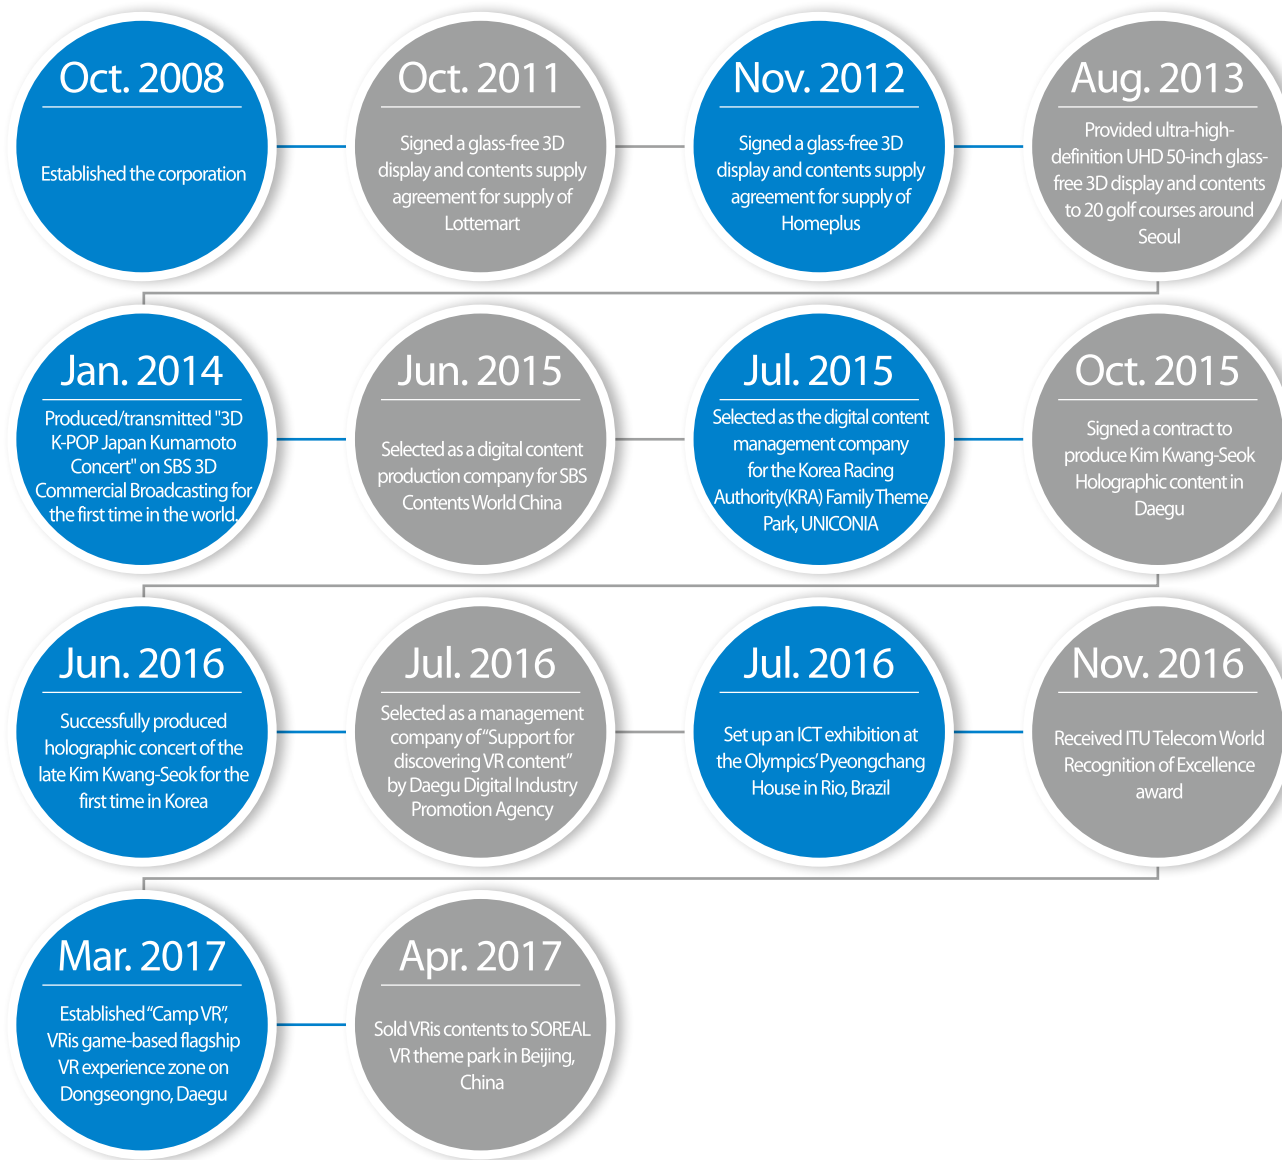 Oct. 2008
Established the corporation
Oct. 2011
Signed a glass-free 3D
display and contents supply
agreement for supply of
Lottemart
Nov. 2012
Signed a glass-free 3D
display and contents supply
agreement for supply of
Homeplus
Aug. 2013
Provided ultra-high-
definition UHD 50-inch glass-
free 3D display and contents
to 20 golf courses around
Seoul
Jan. 2014
Produced/transmitted "3D
K-POP Japan Kumamoto
Concert" on SBS 3D
Commercial Broadcasting for
the first time in the world.
Jun. 2015
Selected as a digital content
production company for SBS
Contents World China
Jul. 2015
Selected as the digital content
management company
for the Korea Racing
Authority(KRA) Family Theme
Park, UNICONIA
Oct. 2015
Signed a contract to
produce Kim Kwang-Seok
Holographic content in
Daegu
Jun. 2016
Successfully produced
holographic concert of the
late Kim Kwang-Seok for the
first time in Korea
Jul. 2016
Selected as a management
company of “Support for
discovering VR content”
by Daegu Digital Industry
Promotion Agency
Jul. 2016
Set up an ICT exhibition at
the Olympics’ Pyeongchang
House in Rio, Brazil
Nov. 2016
Received ITU Telecom World
Recognition of Excellence
award
Mar. 2017
Established “Camp VR”,
VRis game-based flagship
VR experience zone on
Dongseongno, Daegu
Apr. 2017
Sold VRis contents to SOREAL
VR theme park in Beijing,
China